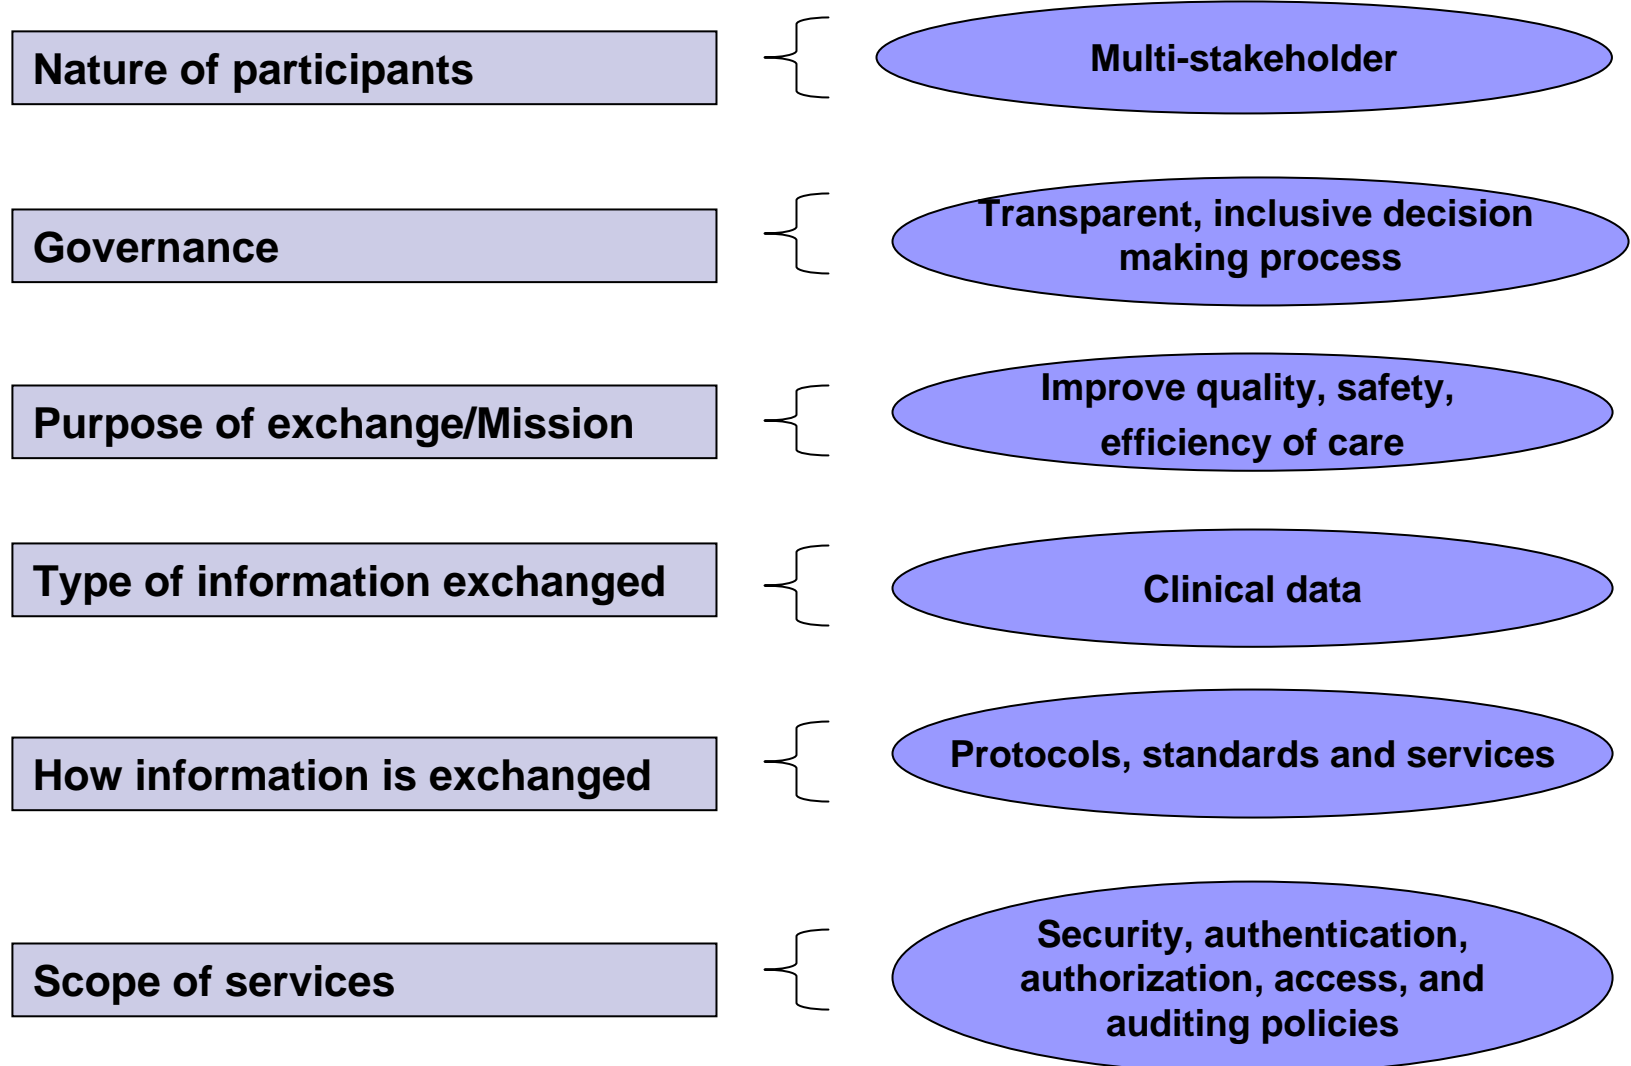 Nature of participants
Multi-stakeholder
Governance
Transparent, inclusive decision
making process
Purpose of exchange/Mission
Improve quality, safety,
efficiency of care
Type of information exchanged
Clinical data
How information is exchanged
Protocols, standards and services
Scope of services
Security, authentication,
authorization, access, and
auditing policies